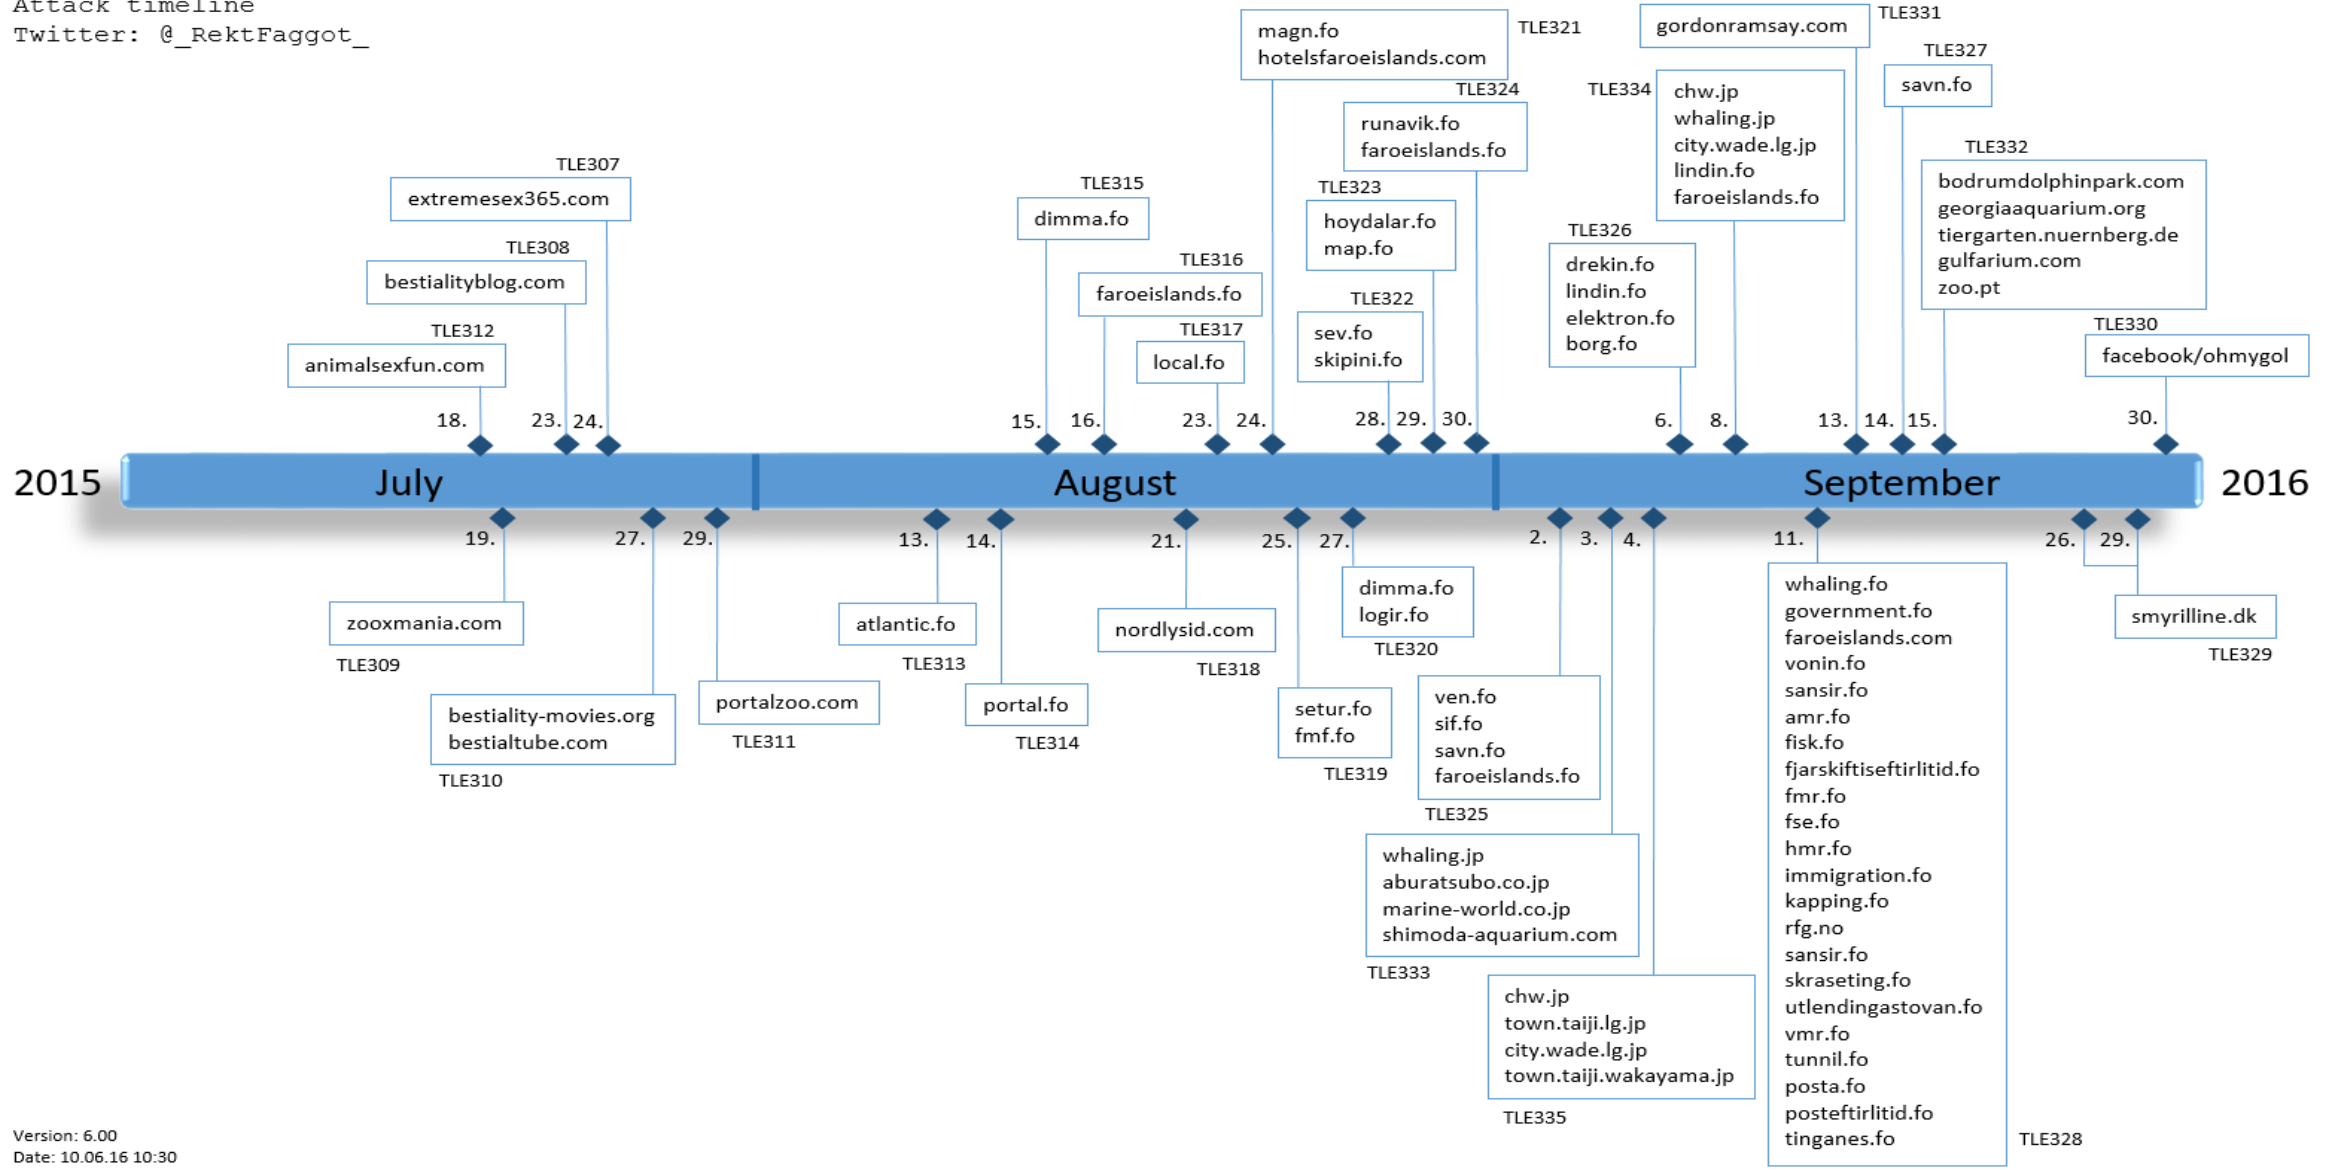 Attack timeline
Twitter: @_RektFaggot_
magn.fo
hotelsfaroeislands.com
TLE321
gordonramsay.com
TLE331
TLE327
savn.fo
TLE324
runavik.fo
faroeislands.fo
TLE334
chw.jp
whaling.jp
city.wade.lg.jp
lindin.fo
faroeislands.fo
TLE332
bodrumdolphinpark.com
georgiaaquarium.org
tiergarten.nuernberg.de
gulfarium.com
zoo.pt
TLE307
extremesex365.com
TLE315
dimma.fo
TLE323
hoydalar.fo
map.fo
TLE308
bestialityblog.com
TLE316
faroeislands.fo
TLE326
drekin.fo
lindin.fo
elektron.fo
borg.fo
TLE312
animalsexfun.com
TLE317
local.fo
TLE322
sev.fo
skipini.fo
TLE330
facebook/ohmygol
18.
23.
24.
15.
16.
23.
24.
28.
29.
30.
6.
8.
13.
14.
15.
30.
2015
July
August
September
2016
19.
27.
29.
13.
14.
21.
25.
27.
2.
3.
4.
11.
26.
29.
zooxmania.com
TLE309
bestiality-movies.org
bestialtube.com
TLE310
portalzoo.com
TLE311
atlantic.fo
TLE313
portal.fo
TLE314
nordlysid.com
TLE318
setur.fo
fmf.fo
TLE319
dimma.fo
logir.fo
TLE320
ven.fo
sif.fo
savn.fo
faroeislands.fo
TLE325
whaling.jp
aburatsubo.co.jp
marine-world.co.jp
shimoda-aquarium.com
TLE333
chw.jp
town.taiji.lg.jp
city.wade.lg.jp
town.taiji.wakayama.jp
TLE335
whaling.fo
government.fo
faroeislands.com
vonin.fo
sansir.fo
amr.fo
fisk.fo
fjarskiftiseftirlitid.fo
fmr.fo
fse.fo
hmr.fo
immigration.fo
kapping.fo
rfg.no
sansir.fo
skraseting.fo
utlendingastovan.fo
vmr.fo
tunnil.fo
posta.fo
posteftirlitid.fo
tinganes.fo
TLE328
smyrilline.dk
TLE329
Version: 6.00
Date: 10.06.16 10:30